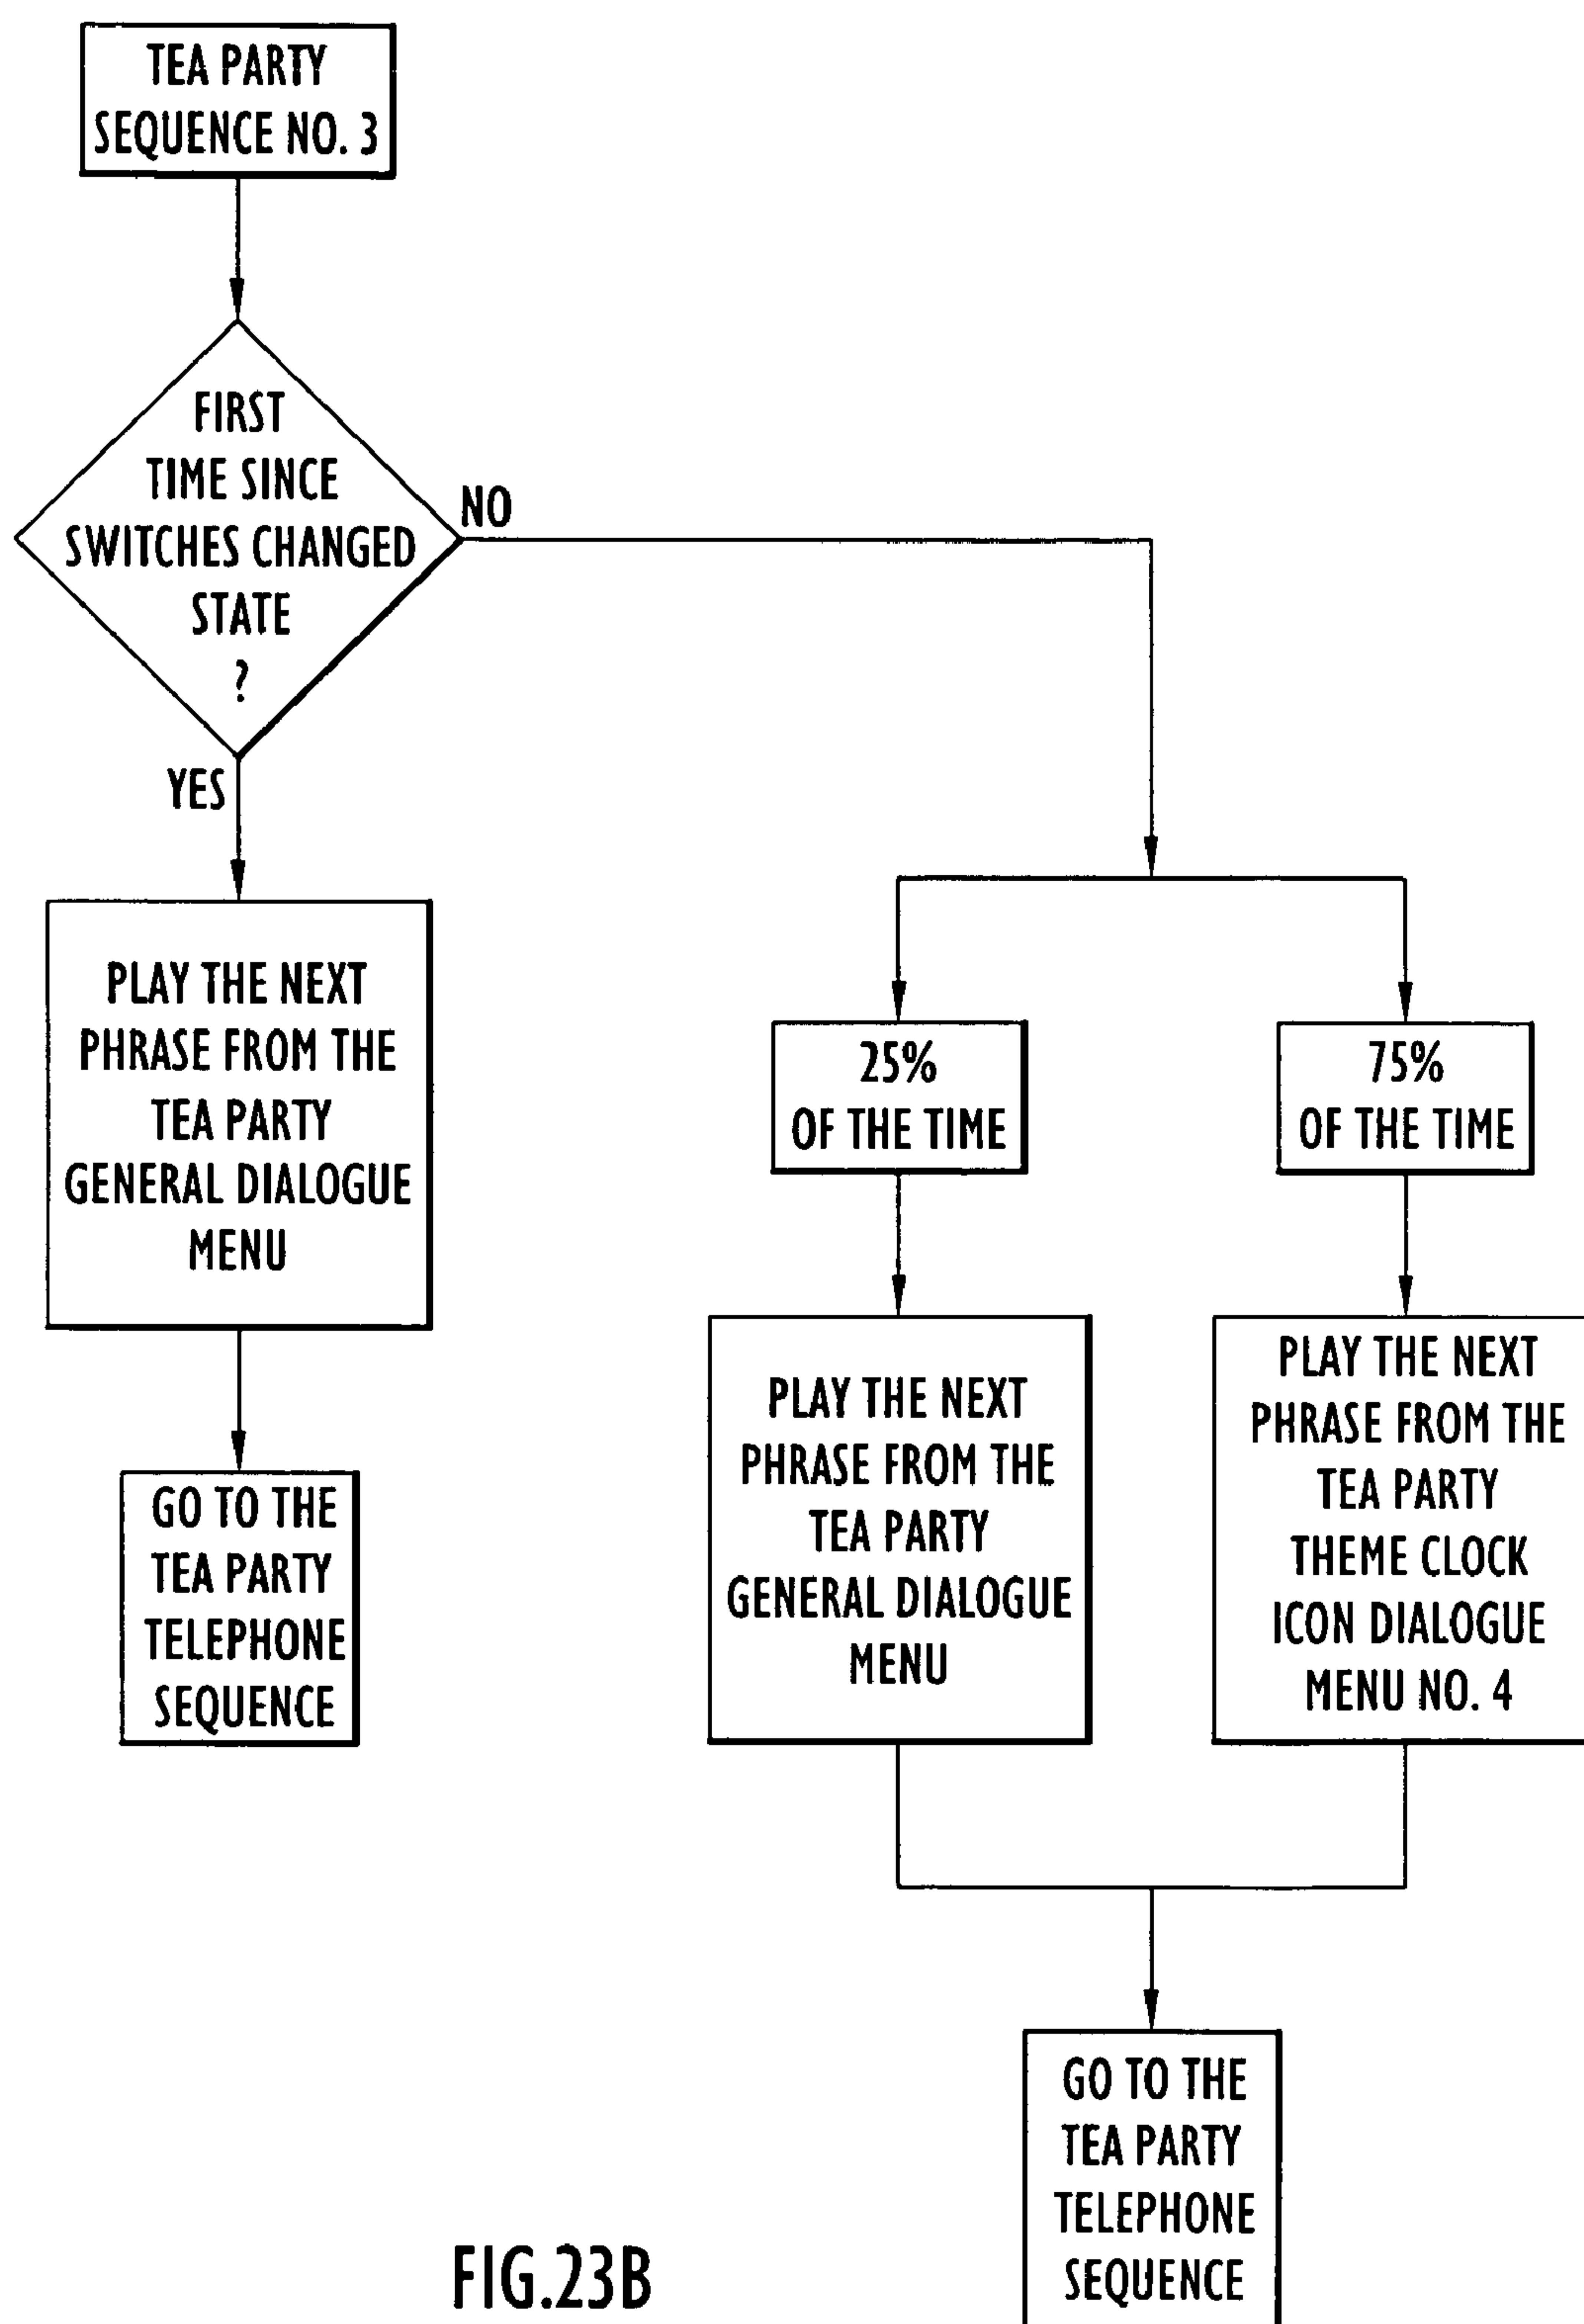 TEA PARTY
SEQUENCE NO. 3
FIRST
TIME SINCE
SWITCHES CHANGED
STATE
?
NO
YES
PLAY THE NEXT
PHRASE FROM THE
TEA PARTY
GENERAL DIALOGUE
MENU
GO TO THE
TEA PARTY
TELEPHONE
SEQUENCE
25%
OF THE TIME
75%
OF THE TIME
PLAY THE NEXT
PHRASE FROM THE
TEA PARTY
GENERAL DIALOGUE
MENU
PLAY THE NEXT
PHRASE FROM THE
TEA PARTY
THEME CLOCK
ICON DIALOGUE
MENU NO. 4
GO TO THE
TEA PARTY
TELEPHONE
SEQUENCE
FIG.23B